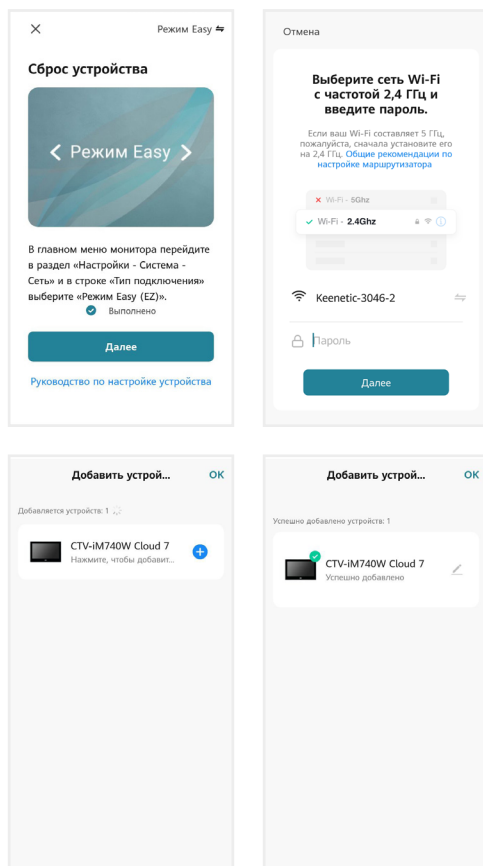 Режим Easy
Сброс устройства
Режим Easy
В главном меню монитора перейдите
в раздел «Настройки - Система -
Сеть» и в строке «Тип подключения»
выберите «Режим Easy (EZ)».
Выполнено
Далее
Руководство по настройке устройства
Отмена
Выберите сеть Wi-Fi
с частотой 2,4 ГГц и
введите пароль.
Если ваш Wi-Fi составляет 5 ГГц,
пожалуйста, сначала установите его
на 2,4 ГГц. Общие рекомендации по
настройке маршрутизатора
Wi-Fi - 5Ghz
Wi-Fi - 2.4Ghz
Keenetic-3046-2
Пароль
Далее
Добавить устрой... OK
Добавляется устройств: 1
CTV-iM740W Cloud 7
Нажмите, чтобы добавит...
Добавить устрой... OK
Успешно добавлено устройств: 1
CTV-iM740W Cloud 7
Успешно добавлено